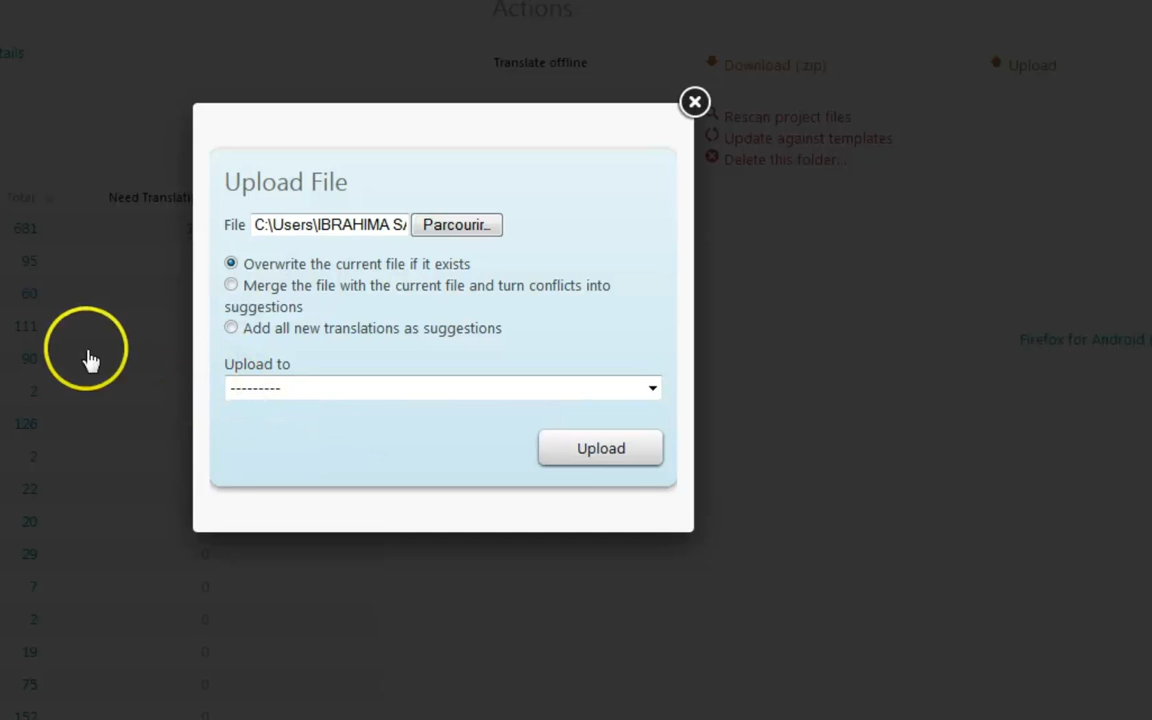 Actions
tails
Translate offline
Download (.zip)
Upload
Rescan project files
Update against templates
Delete this folder...
Total
Need Translati
Upload File
File C:\Users\IBRAHIMA SA Parcourir...
Overwrite the current file if it exists
Merge the file with the current file and turn conflicts into
suggestions
Add all new translations as suggestions
Upload to
---------
Upload
Firefox for Android
681
95
60
111
90
2
126
2
22
20
29 0
7 0
2 0
19 0
75 0
152 0